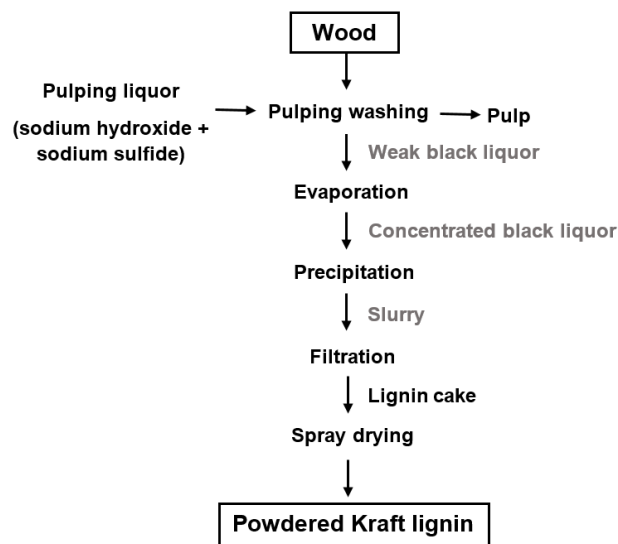 Wood
Pulping liquor
(sodium hydroxide +
sodium sulfide)
Pulping washing
Pulp
Weak black liquor
Evaporation
Concentrated black liquor
Precipitation
Slurry
Filtration
Lignin cake
Spray drying
Powdered Kraft lignin